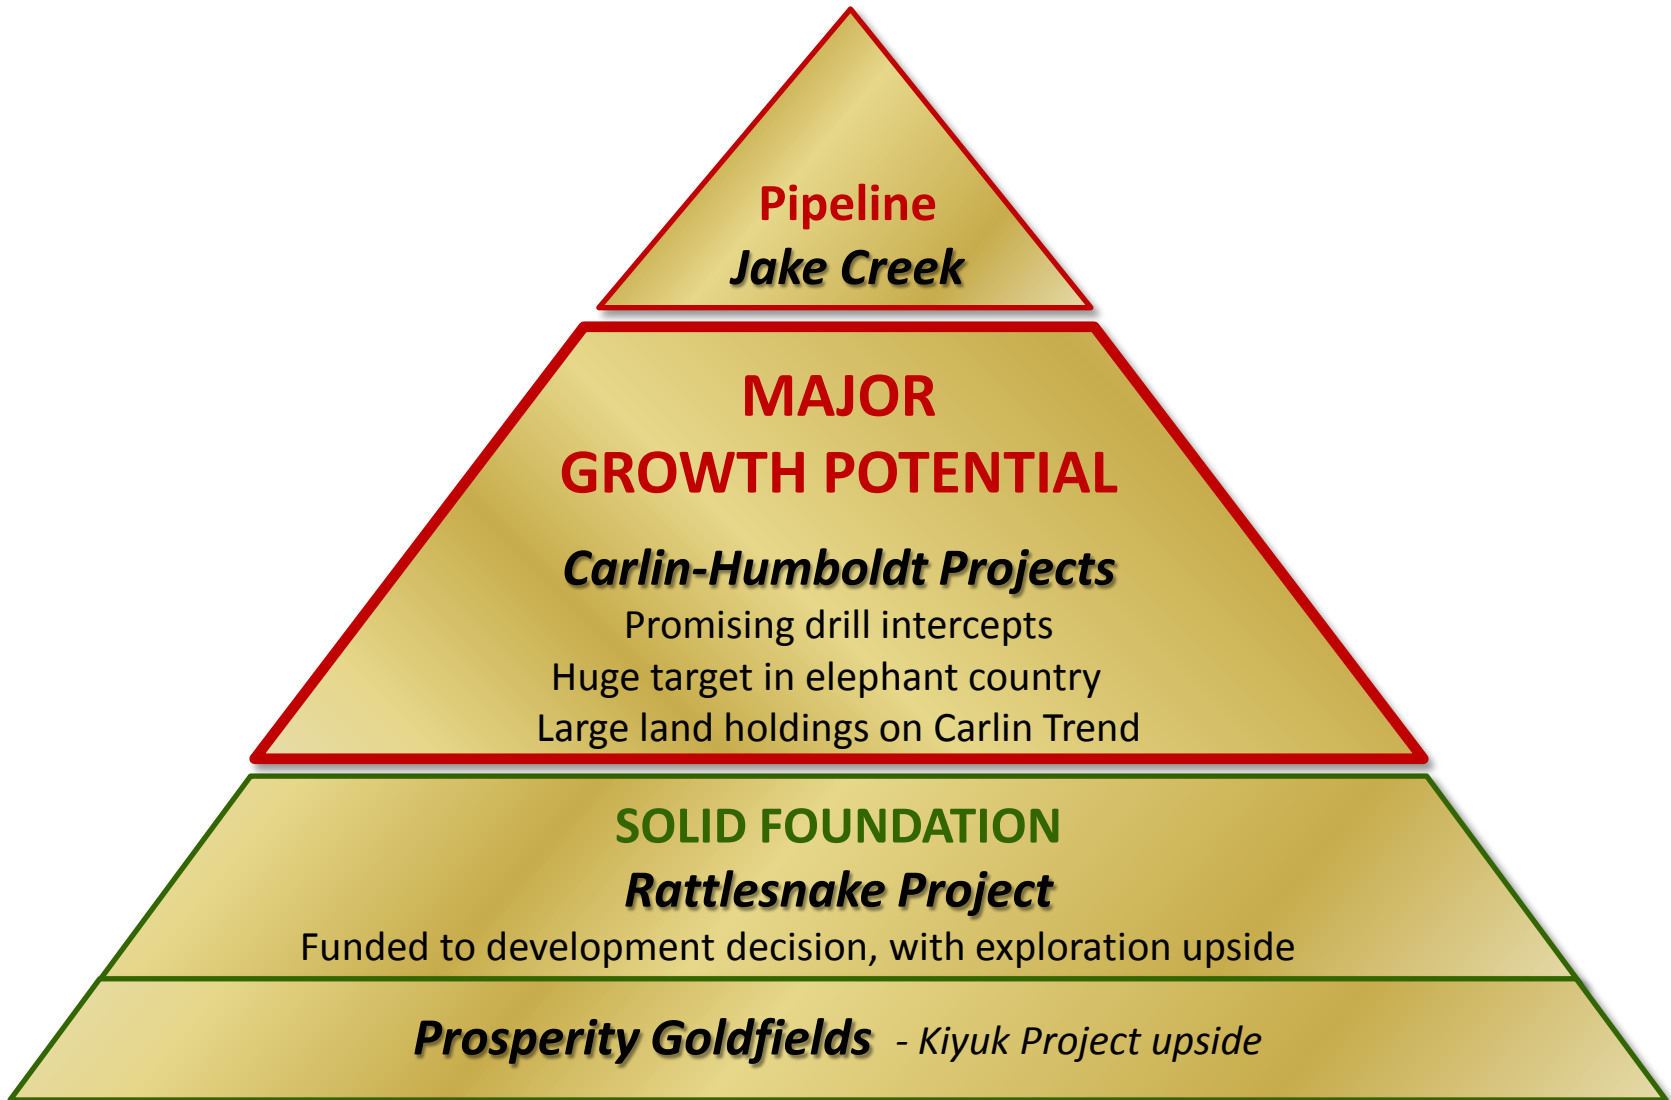 Pipeline
Jake Creek
MAJOR
GROWTH POTENTIAL
Carlin-Humboldt Projects
Promising drill intercepts
Huge target in elephant country
Large land holdings on Carlin Trend
SOLID FOUNDATION
Rattlesnake Project
Funded to development decision, with exploration upside
Prosperity Goldfields - Kiyuk Project upside